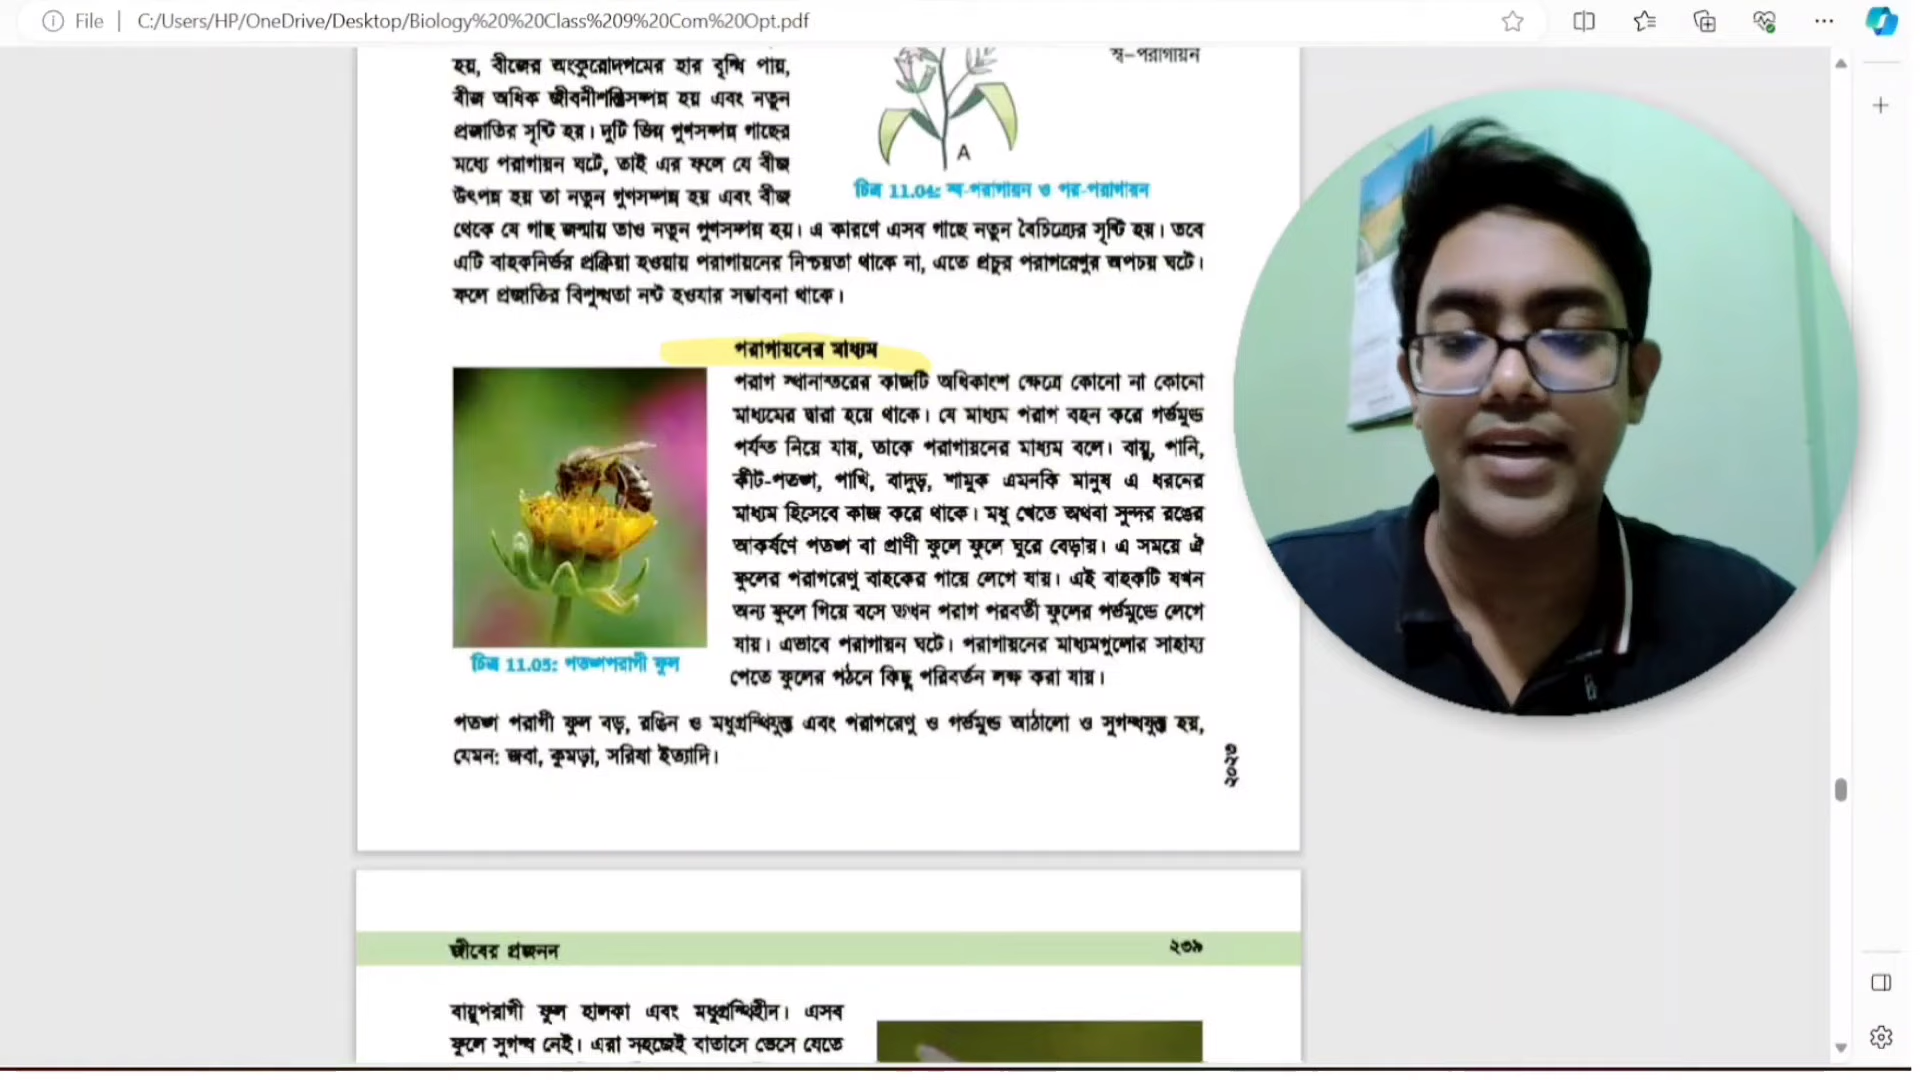 File
C:/Users/HP/OneDrive/Desktop/Biology%20%20Class%209%20Com%20Opt.pdf
হয়, বীজের অংকুরোদগমের হার বৃদ্ধি পায়,
স্ব-পরাগায়ন
বীজ অধিক জীবনীশক্তিসম্পন্ন হয় এবং নতুন
প্রজাতির সৃষ্টি হয়। দুটি ভিন্ন গুণসম্পন্ন গাছের
মধ্যে পরাগায়ন ঘটে, তাই এর ফলে যে বীজ
A
উৎপন্ন হয় তা নতুন গুণসম্পন্ন হয় এবং বীজ
চিত্র 11.04: স্ব-পরাগায়ন ও পর-পরাগায়ন
থেকে যে গাছ জন্মায় তাও নতুন গুণসম্পন্ন হয়। এ কারণে এসব গাছে নতুন বৈচিত্র্যের সৃষ্টি হয়। তবে
এটি বাহকনির্ভর প্রক্রিয়া হওয়ায় পরাগায়নের নিশ্চয়তা থাকে না, এতে প্রচুর পরাগরেণুর অপচয় ঘটে।
ফলে প্রজাতির বিশুদ্ধতা নষ্ট হওযার সম্ভাবনা থাকে।
পরাগায়নের মাধ্যম
পরাগ স্থানান্তরের কাজটি অধিকাংশ ক্ষেত্রে কোনো না কোনো
মাধ্যমের দ্বারা হয়ে থাকে। যে মাধ্যম পরাগ বহন করে গর্ভমুন্ড
পর্যন্ত নিয়ে যায়, তাকে পরাগায়নের মাধ্যম বলে। বায়ু, পানি,
কীট-পতঙ্গ, পাখি, বাদুড়, শামুক এমনকি মানুষ এ ধরনের
মাধ্যম হিসেবে কাজ করে থাকে। মধু খেতে অথবা সুন্দর রঙের
আকর্ষণে পতঙ্গ বা প্রাণী ফুলে ফুলে ঘুরে বেড়ায়। এ সময়ে ঐ
ফুলের পরাগরেণু বাহকের গায়ে লেগে যায়। এই বাহকটি যখন
অন্য ফুলে গিয়ে বসে তখন পরাগ পরবর্তী ফুলের গর্ভমুন্ডে লেগে
যায়। এভাবে পরাগায়ন ঘটে। পরাগায়নের মাধ্যমগুলোর সাহায্য
পেতে ফুলের গঠনে কিছু পরিবর্তন লক্ষ করা যায়।
চিত্র 11.05: পতঙ্গপরাগী ফুল
পতঙ্গ পরাগী ফুল বড়, রঙিন ও মধুগ্রন্থিযুক্ত এবং পরাগরেণু ও গর্ভমুন্ড আঠালো ও সুগন্ধযুক্ত হয়,
যেমন: জবা, কুমড়া, সরিষা ইত্যাদি।
২০২৩
জীবের প্রজনন
২৩৯
বায়ুপরাগী ফুল হালকা এবং মধুগ্রন্থিহীন। এসব
ফুলে সুগন্ধ নেই। এরা সহজেই বাতাসে ভেসে যেতে